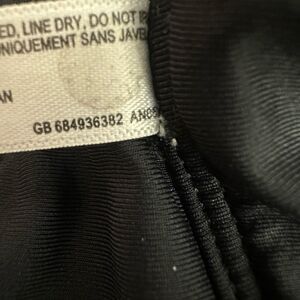 ED, LINE DRY, DO NOT
UNIQUEMENT SANS JAVEL
AN
GB 684936382